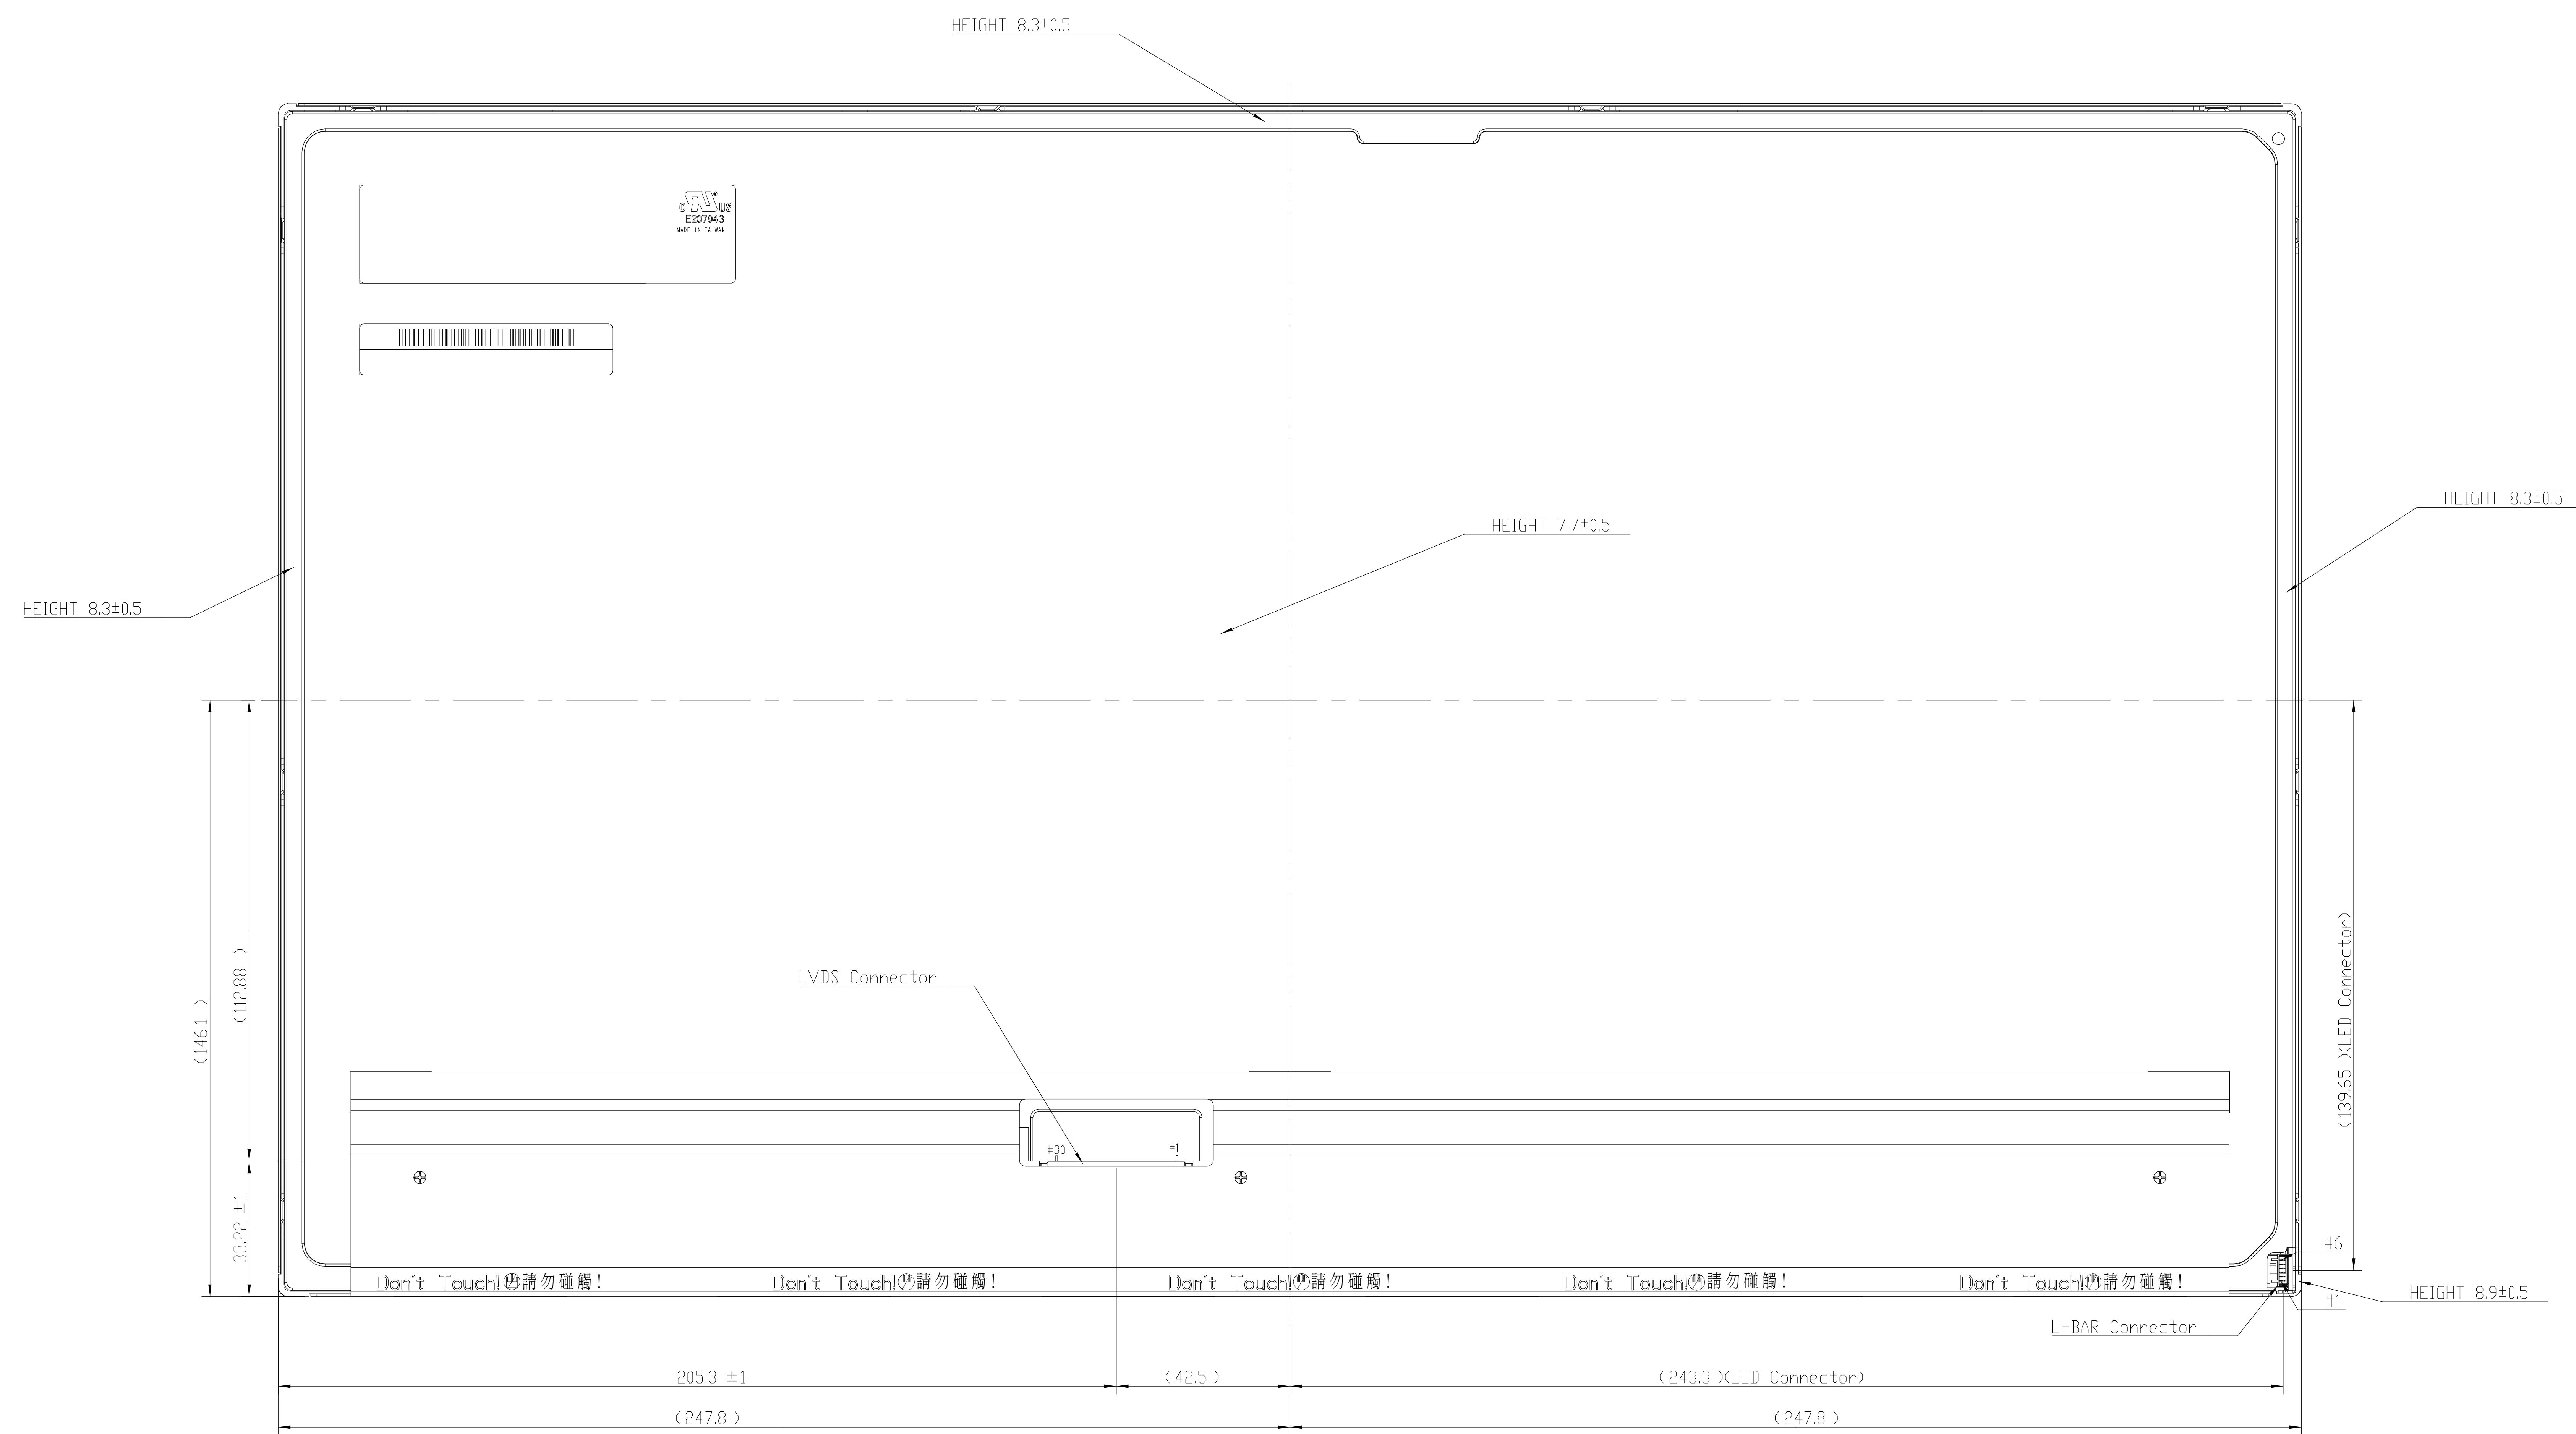 HEIGHT 8.3±0.5
c RU® US
E207943
MADE IN TAIWAN
HEIGHT 8.3±0.5
HEIGHT 7.7±0.5
HEIGHT 8.3±0.5
(112.88 )
(146.1 )
(139.65 )(LED Connector)
LVDS Connector
#30
#1
33.22 ±1
#6
Don't Touch! 請勿碰觸!
Don't Touch! 請勿碰觸!
Don't Touch! 請勿碰觸!
Don't Touch! 請勿碰觸!
Don't Touch! 請勿碰觸!
HEIGHT 8.9±0.5
#1
L-BAR Connector
205.3 ±1
( 42.5 )
( 243.3 )(LED Connector)
( 247.8 )
( 247.8 )